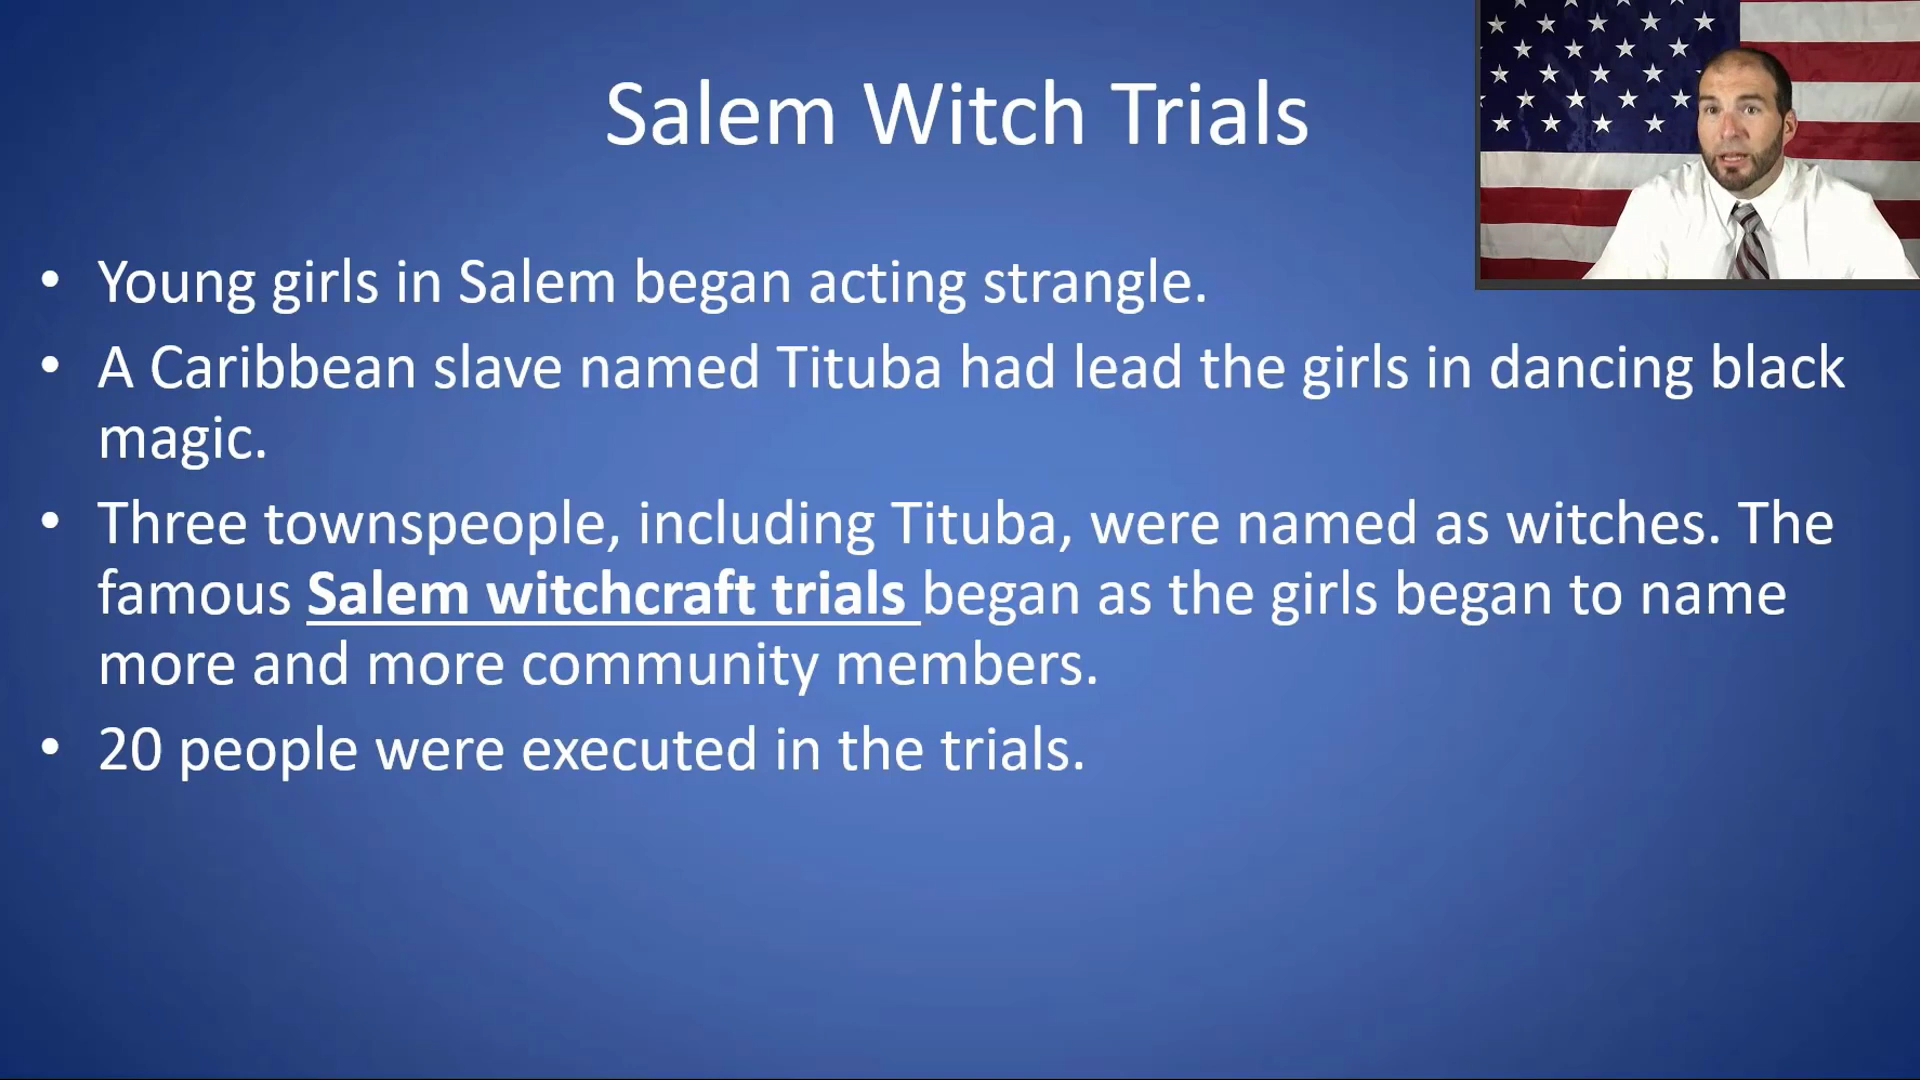 Salem Witch Trials
• Young girls in Salem began acting strangle.
• A Caribbean slave named Tituba had lead the girls in dancing black
magic.
• Three townspeople, including Tituba, were named as witches. The
famous Salem witchcraft trials began as the girls began to name
more and more community members.
• 20 people were executed in the trials.